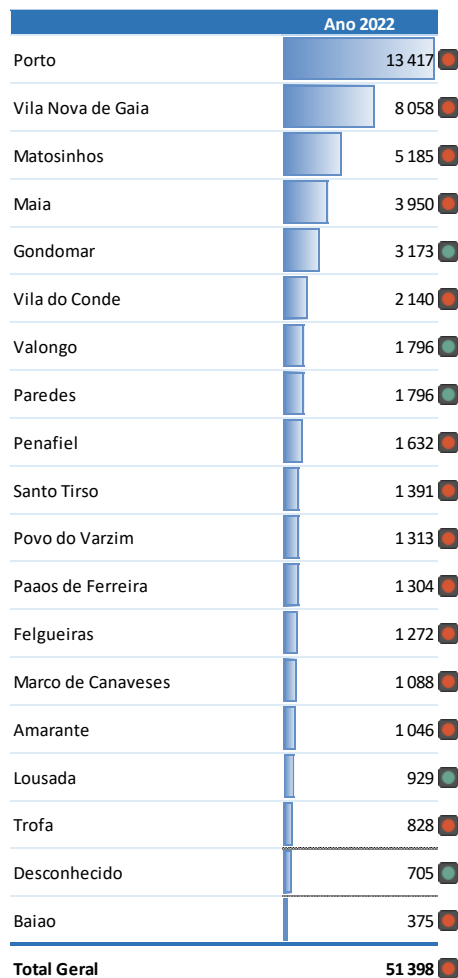 Ano 2022
Porto 13 417
Vila Nova de Gaia 8 058
Matosinhos 5 185
Maia 3 950
Gondomar 3 173
Vila do Conde 2 140
Valongo 1 796
Paredes 1 796
Penafiel 1 632
Santo Tirso 1 391
Povo do Varzim 1 313
Paaos de Ferreira 1 304
Felgueiras 1 272
Marco de Canaveses 1 088
Amarante 1 046
Lousada 929
Trofa 828
Desconhecido 705
Baiao 375
Total Geral 51 398